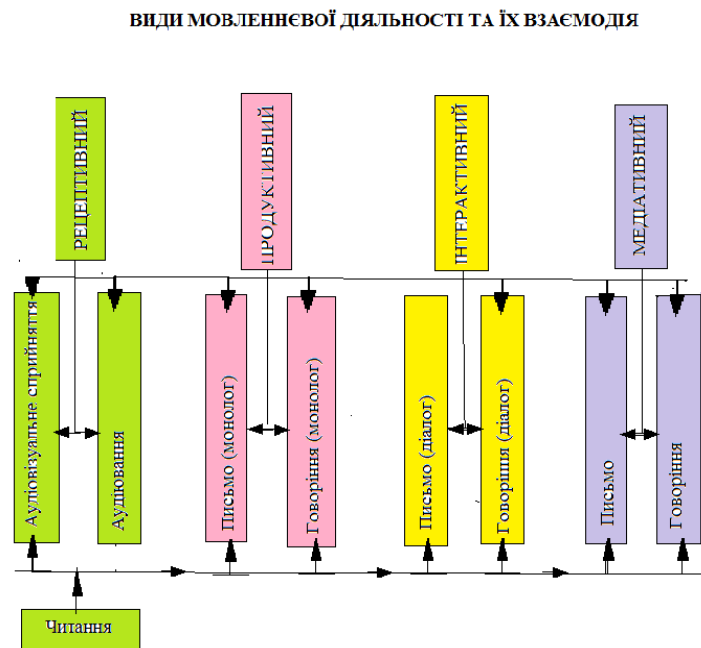 ВИДИ МОВЛЕННЄВОЇ ДІЯЛЬНОСТІ ТА ЇХ ВЗАЄМОДІЯ
РЕЦЕПТИВНИЙ
ПРОДУКТИВНИЙ
ІНТЕРАКТИВНИЙ
МЕДІАТИВНИЙ
Аудіовізуальне сприйняття
Аудіювання
Письмо (монолог)
Говоріння (монолог)
Письмо (діалог)
Говоріння (діалог)
Письмо
Говоріння
Читання